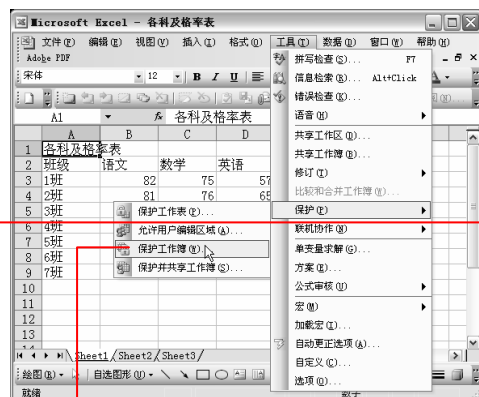 Microsoft Excel - 各科及格率表
文件(F) 编辑(E) 视图(V) 插入(I) 格式(O) 工具(T) 数据(D) 窗口(W) 帮助(H)
Adobe PDF
宋体 12 B I U
A1 fx 各科及格率表
A B C D
1 各科及格率表
2 班级 语文 数学 英语
3 1班 82 75 57
4 2班 81 76 65
5 3班
6 4班
7 5班
8 6班
9 7班
10
11
12
13
保护工作表(P)...
允许用户编辑区域(A)...
保护工作簿(W)...
保护并共享工作簿(S)...
拼写检查(S)... F7
信息检索(R)... Alt+Click
错误检查(K)...
语音(H)
共享工作区(D)...
共享工作簿(B)...
修订(T)
比较和合并工作簿(W)...
保护(P)
联机协作(N)
单变量求解(G)...
方案(E)...
公式审核(U)
宏(M)
加载宏(I)...
自动更正选项(A)...
自定义(C)...
选项(O)...
Sheet1 Sheet2 Sheet3
绘图(R) 自选图形(U)
就绪 数字